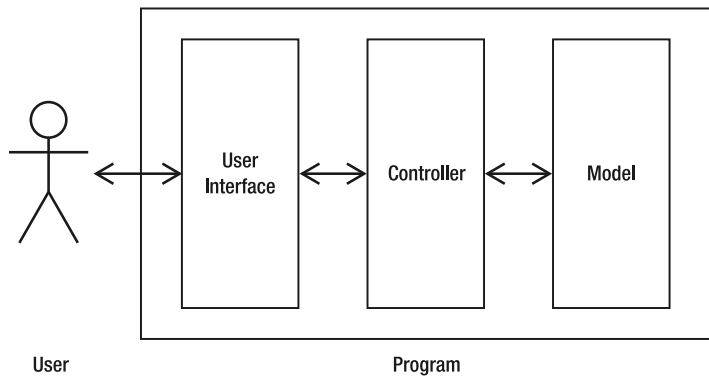 User
Interface
Controller
Model
User
Program